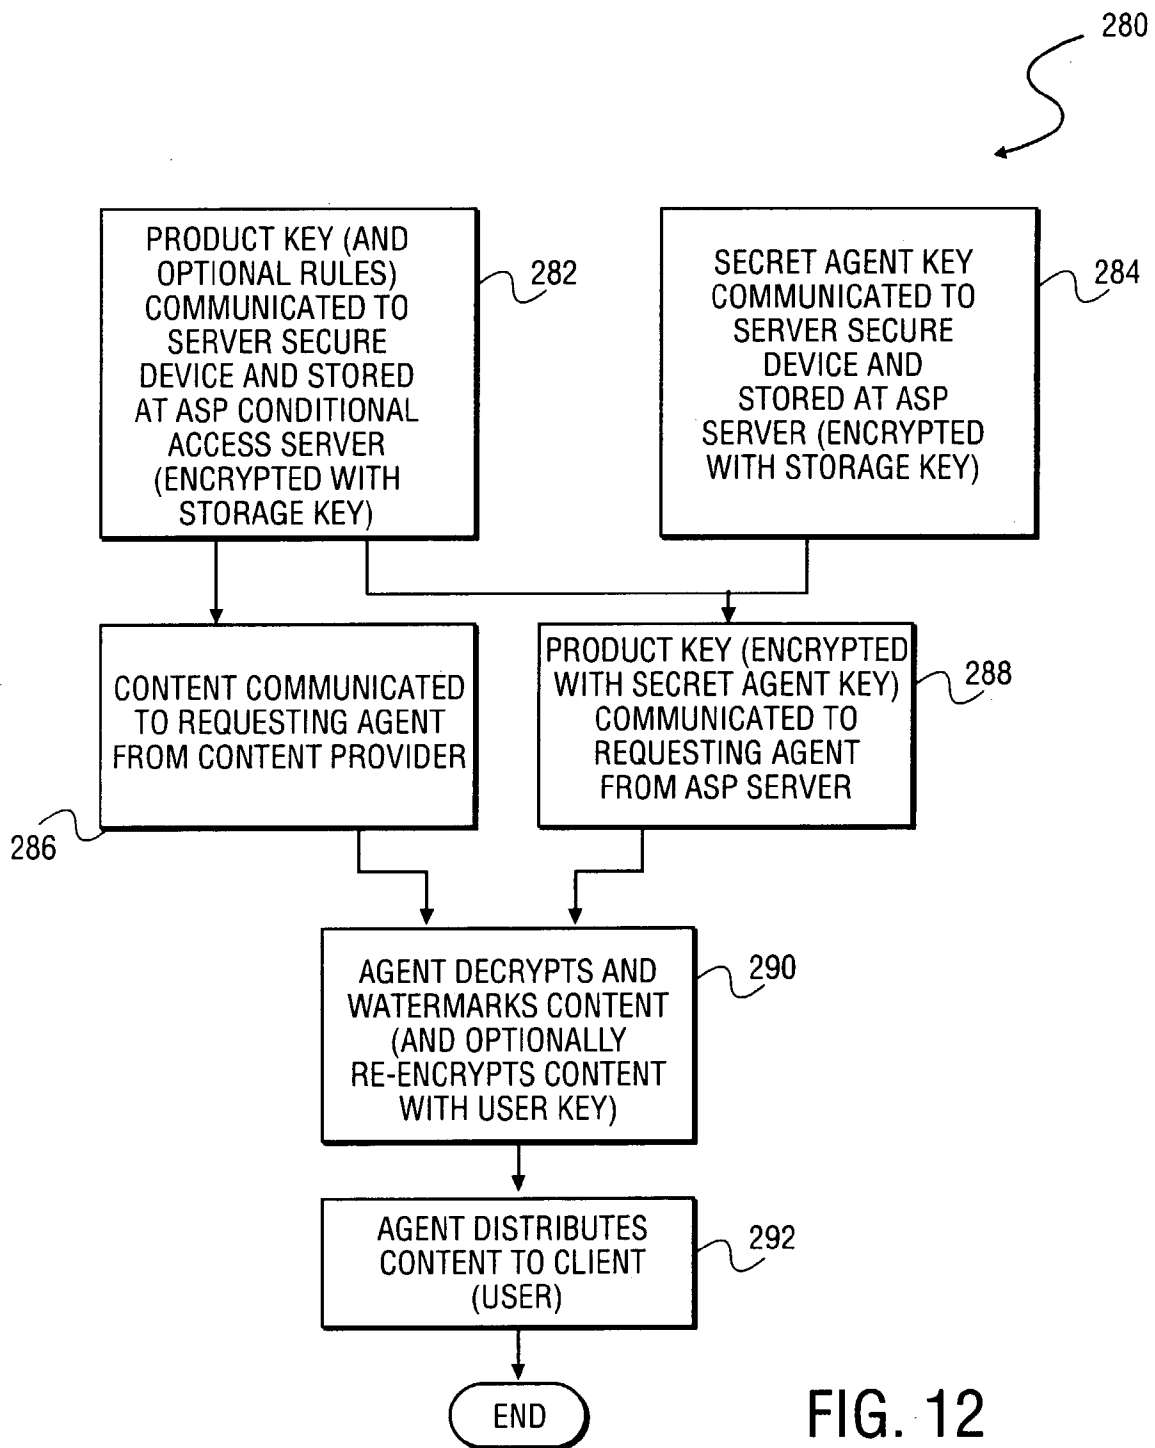 280
PRODUCT KEY (AND
OPTIONAL RULES)
COMMUNICATED TO
SERVER SECURE
DEVICE AND STORED
AT ASP CONDITIONAL
ACCESS SERVER
(ENCRYPTED WITH
STORAGE KEY)
282
SECRET AGENT KEY
COMMUNICATED TO
SERVER SECURE
DEVICE AND
STORED AT ASP
SERVER (ENCRYPTED
WITH STORAGE KEY)
284
CONTENT COMMUNICATED
TO REQUESTING AGENT
FROM CONTENT PROVIDER
286
PRODUCT KEY (ENCRYPTED
WITH SECRET AGENT KEY)
COMMUNICATED TO
REQUESTING AGENT
FROM ASP SERVER
288
AGENT DECRYPTS AND
WATERMARKS CONTENT
(AND OPTIONALLY
RE-ENCRYPTS CONTENT
WITH USER KEY)
290
AGENT DISTRIBUTES
CONTENT TO CLIENT
(USER)
292
END
FIG. 12